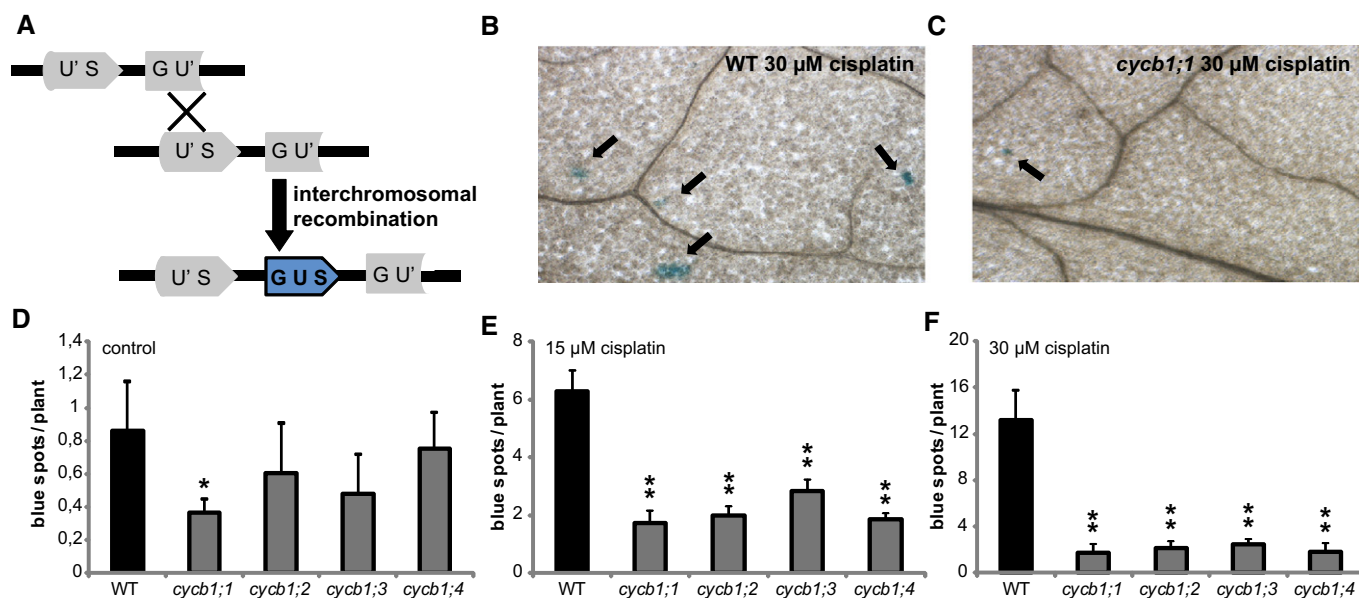 A
U' S
G U'
U' S
G U'
interchromosomal
recombination
U' S
G U S
G U'
B
WT 30 µM cisplatin
C
cycb1;1 30 µM cisplatin
D
control
blue spots / plant
1,4
1,2
1
0,8
0,6
0,4
0,2
0
*
WT
cycb1;1
cycb1;2
cycb1;3
cycb1;4
E
15 µM cisplatin
blue spots / plant
8
6
4
2
0
**
**
**
**
WT
cycb1;1
cycb1;2
cycb1;3
cycb1;4
F
30 µM cisplatin
blue spots / plant
20
16
12
8
4
0
**
**
**
**
WT
cycb1;1
cycb1;2
cycb1;3
cycb1;4